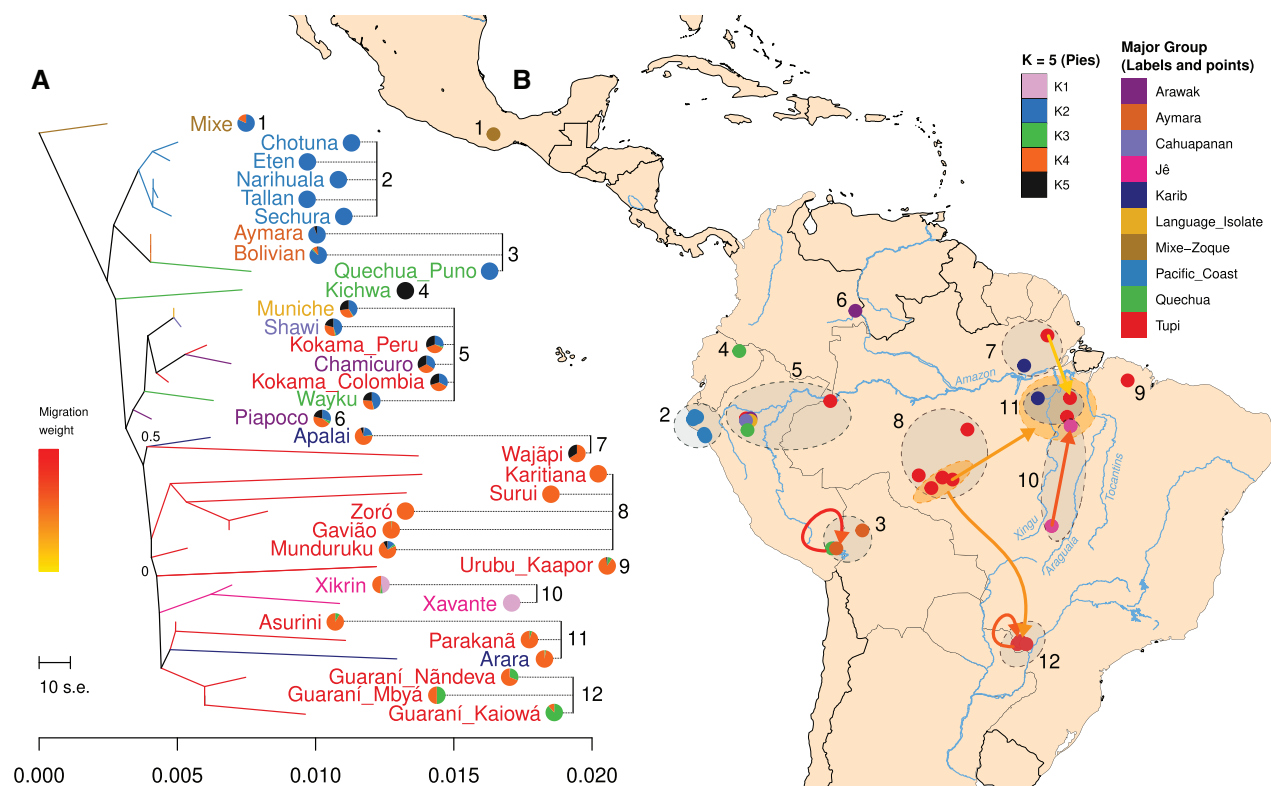 A
Mixe 1
Chotuna
Eten
Narihuala
2
Tallan
Sechura
Aymara
Bolivian
3
Quechua_Puno
Kichwa 4
Muniche
Shawi
Kokama_Peru
5
Chamicuro
Kokama_Colombia
Wayku
Piapoco 6
Apalai
7
Wajãpi
Karitiana
Surui
Zoró
8
Gavião
Munduruku
Urubu_Kaapor 9
Xikrin
10
Xavante
Asurini
Parakanã
11
Arara
Guaraní_Nãndeva
Guaraní_Mbyá
12
Guaraní_Kaiowá
Migration
weight
0.5
0
10 s.e.
0.000 0.005 0.010 0.015 0.020
B
1
6
4
5
2
7
11
9
8
10
3
12
Amazon
Xingu
Araguaia
Tocantins
K = 5 (Pies)
K1
K2
K3
K4
K5
Major Group
(Labels and points)
Arawak
Aymara
Cahuapanan
Jê
Karib
Language_Isolate
Mixe−Zoque
Pacific_Coast
Quechua
Tupi